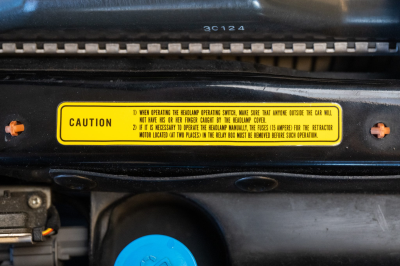 3C124
CAUTION
1) WHEN OPERATING THE HEADLAMP OPERATING SWITCH, MAKE SURE THAT ANYONE OUTSIDE THE CAR WILL
NOT HAVE HIS OR HER FINGER CAUGHT BY THE HEADLAMP COVER.
2) IF IT IS NECESSARY TO OPERATE THE HEADLAMP MANUALLY, THE FUSES (15 AMPERE) FOR THE RETRACTOR
MOTOR LOCATED (AT TWO PLACES) IN THE RELAY BOX MUST BE REMOVED BEFORE SUCH OPERATION.